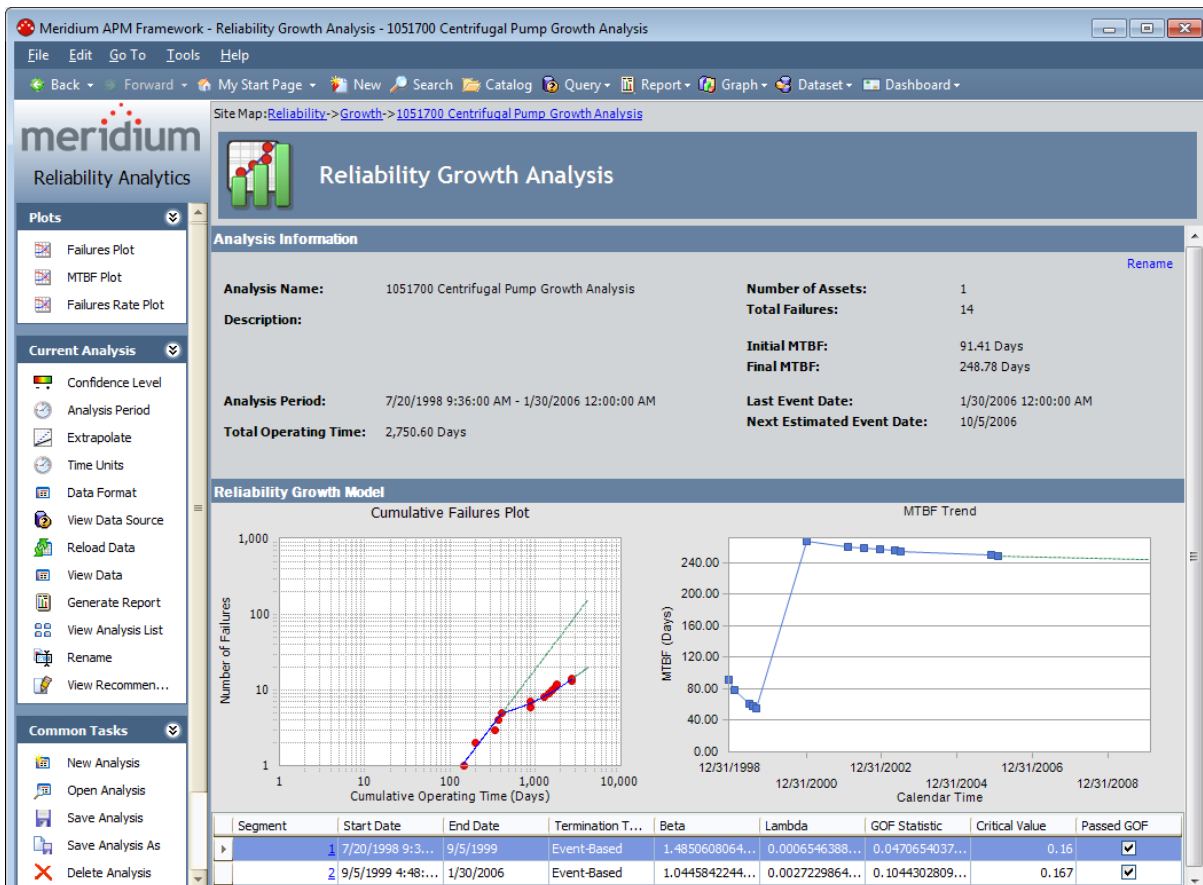 Meridium APM Framework - Reliability Growth Analysis - 1051700 Centrifugal Pump Growth Analysis
File Edit Go To Tools Help
Back Forward My Start Page New Search Catalog Query Report Graph Dataset Dashboard
meridium
Reliability Analytics
Plots
Failures Plot
MTBF Plot
Failures Rate Plot
Current Analysis
Confidence Level
Analysis Period
Extrapolate
Time Units
Data Format
View Data Source
Reload Data
View Data
Generate Report
View Analysis List
Rename
View Recommen...
Common Tasks
New Analysis
Open Analysis
Save Analysis
Save Analysis As
Delete Analysis
Site Map:Reliability->Growth->1051700 Centrifugal Pump Growth Analysis
Reliability Growth Analysis
Analysis Information
Rename
Analysis Name: 1051700 Centrifugal Pump Growth Analysis
Description:
Analysis Period: 7/20/1998 9:36:00 AM - 1/30/2006 12:00:00 AM
Total Operating Time: 2,750.60 Days
Number of Assets: 1
Total Failures: 14
Initial MTBF: 91.41 Days
Final MTBF: 248.78 Days
Last Event Date: 1/30/2006 12:00:00 AM
Next Estimated Event Date: 10/5/2006
Reliability Growth Model
Cumulative Failures Plot
Number of Failures
1,000
100
10
1
1 10 100 1,000 10,000
Cumulative Operating Time (Days)
MTBF Trend
MTBF (Days)
240.00
200.00
160.00
120.00
80.00
40.00
0.00
12/31/1998 12/31/2002 12/31/2006
12/31/2000 12/31/2004 12/31/2008
Calendar Time
Segment Start Date End Date Termination T... Beta Lambda GOF Statistic Critical Value Passed GOF
1 7/20/1998 9:3... 9/5/1999 Event-Based 1.4850608064... 0.0006546388... 0.0470654037... 0.16
2 9/5/1999 4:48:... 1/30/2006 Event-Based 1.0445842244... 0.0027229864... 0.1044302809... 0.167